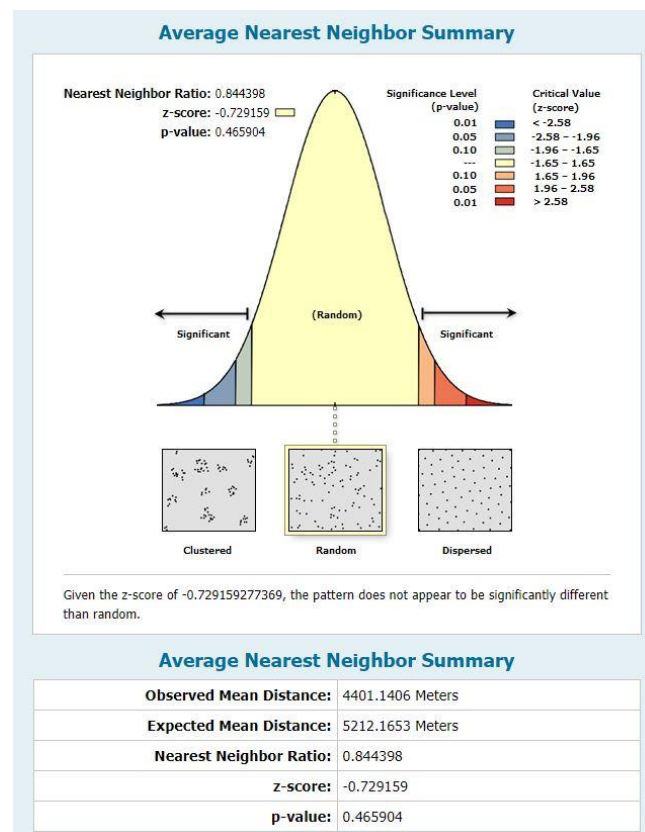 Average Nearest Neighbor Summary
Nearest Neighbor Ratio: 0.844398
z-score: -0.729159
p-value: 0.465904
Significance Level
(p-value)
Critical Value
(z-score)
0.01 < -2.58
0.05 -2.58 - -1.96
0.10 -1.96 - -1.65
--- -1.65 - 1.65
0.10 1.65 - 1.96
0.05 1.96 - 2.58
0.01 > 2.58
(Random)
Significant
Significant
Clustered
Random
Dispersed
Given the z-score of -0.729159277369, the pattern does not appear to be significantly different
than random.
Average Nearest Neighbor Summary
Observed Mean Distance: 4401.1406 Meters
Expected Mean Distance: 5212.1653 Meters
Nearest Neighbor Ratio: 0.844398
z-score: -0.729159
p-value: 0.465904